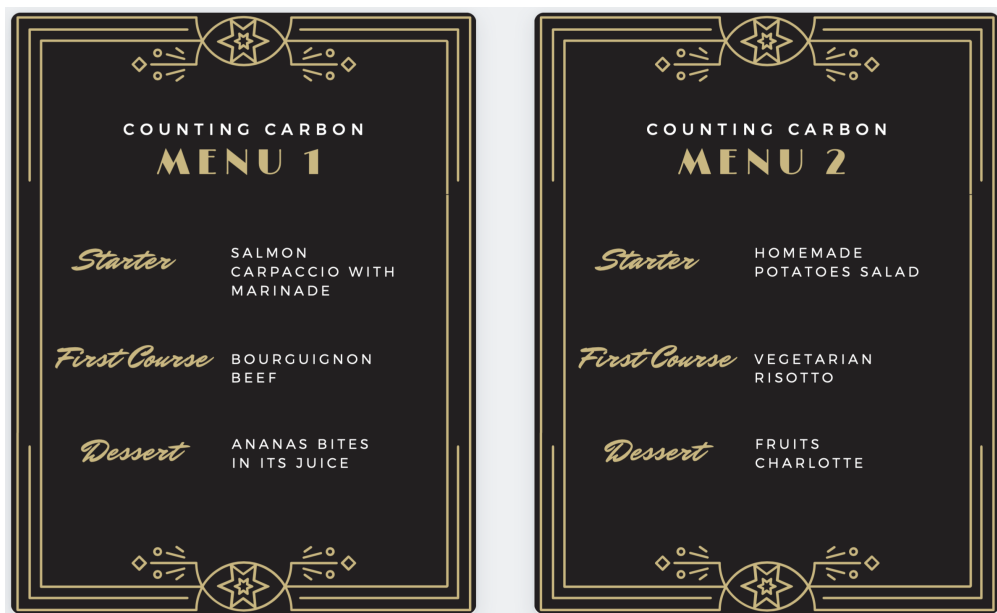 COUNTING CARBON
MENU 1
Starter
SALMON
CARPACCIO WITH
MARINADE
First Course
BOURGUIGNON
BEEF
Dessert
ANANAS BITES
IN ITS JUICE
COUNTING CARBON
MENU 2
Starter
HOMEMADE
POTATOES SALAD
First Course
VEGETARIAN
RISOTTO
Dessert
FRUITS
CHARLOTTE